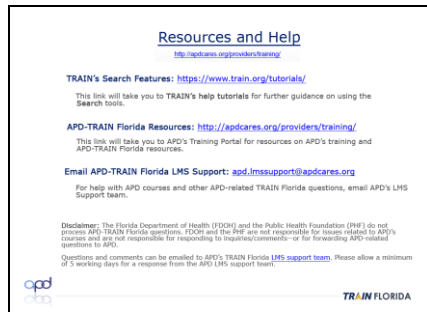 Resources and Help
http://apdcares.org/providers/training/
TRAIN's Search Features: https://www.train.org/tutorials/
This link will take you to TRAIN's help tutorials for further guidance on using the
Search tools.
APD-TRAIN Florida Resources: http://apdcares.org/providers/training/
This link will take you to APD's Training Portal for resources on APD's training and
APD-TRAIN Florida resources.
Email APD-TRAIN Florida LMS Support: apd.lmssupport@apdcares.org
For help with APD courses and other APD-related TRAIN Florida questions, email APD's LMS
Support team.
Disclaimer: The Florida Department of Health (FDOH) and the Public Health Foundation (PHF) do not
process APD-TRAIN Florida questions. FDOH and the PHF are not responsible for issues related to APD's
courses and are not responsible for responding to inquiries/comments--or for forwarding APD-related
questions to APD.
Questions and comments can be emailed to APD's TRAIN Florida LMS support team. Please allow a minimum
of 5 working days for a response from the APD LMS support team.
apd
TRAIN FLORIDA